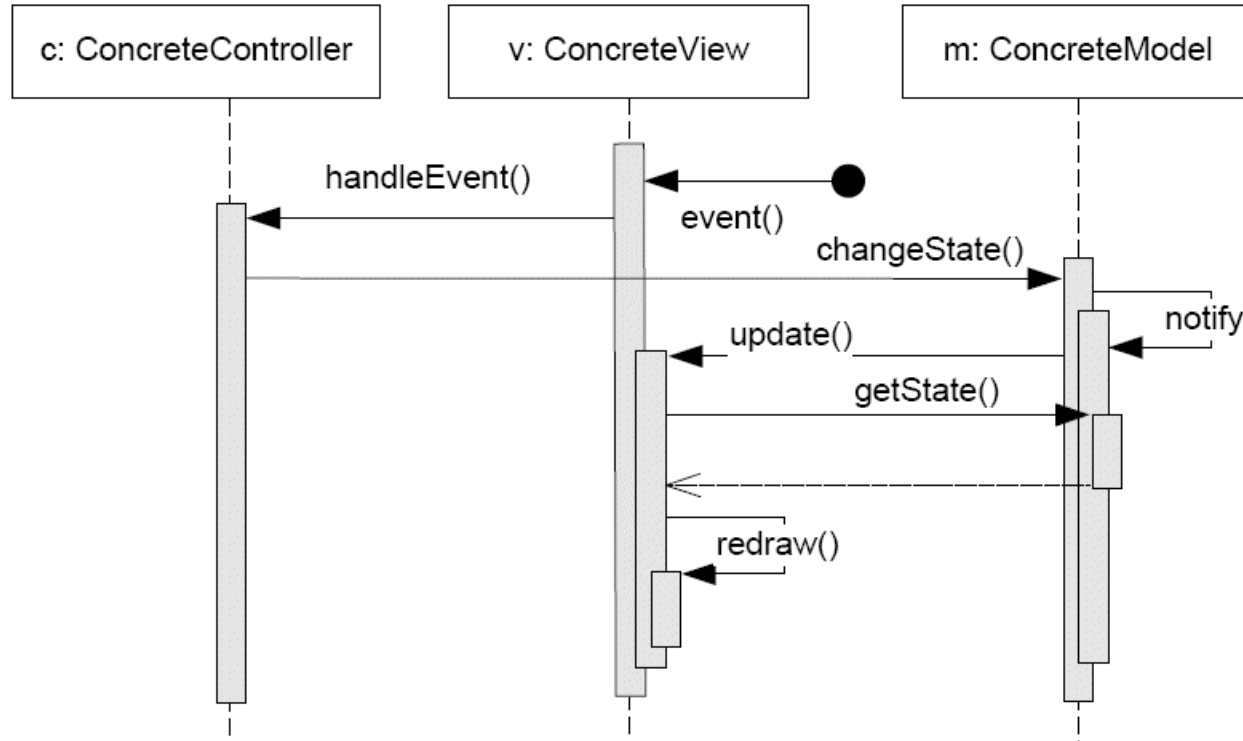 c: ConcreteController
v: ConcreteView
m: ConcreteModel
handleEvent()
event()
changeState()
notify
update()
getState()
redraw()